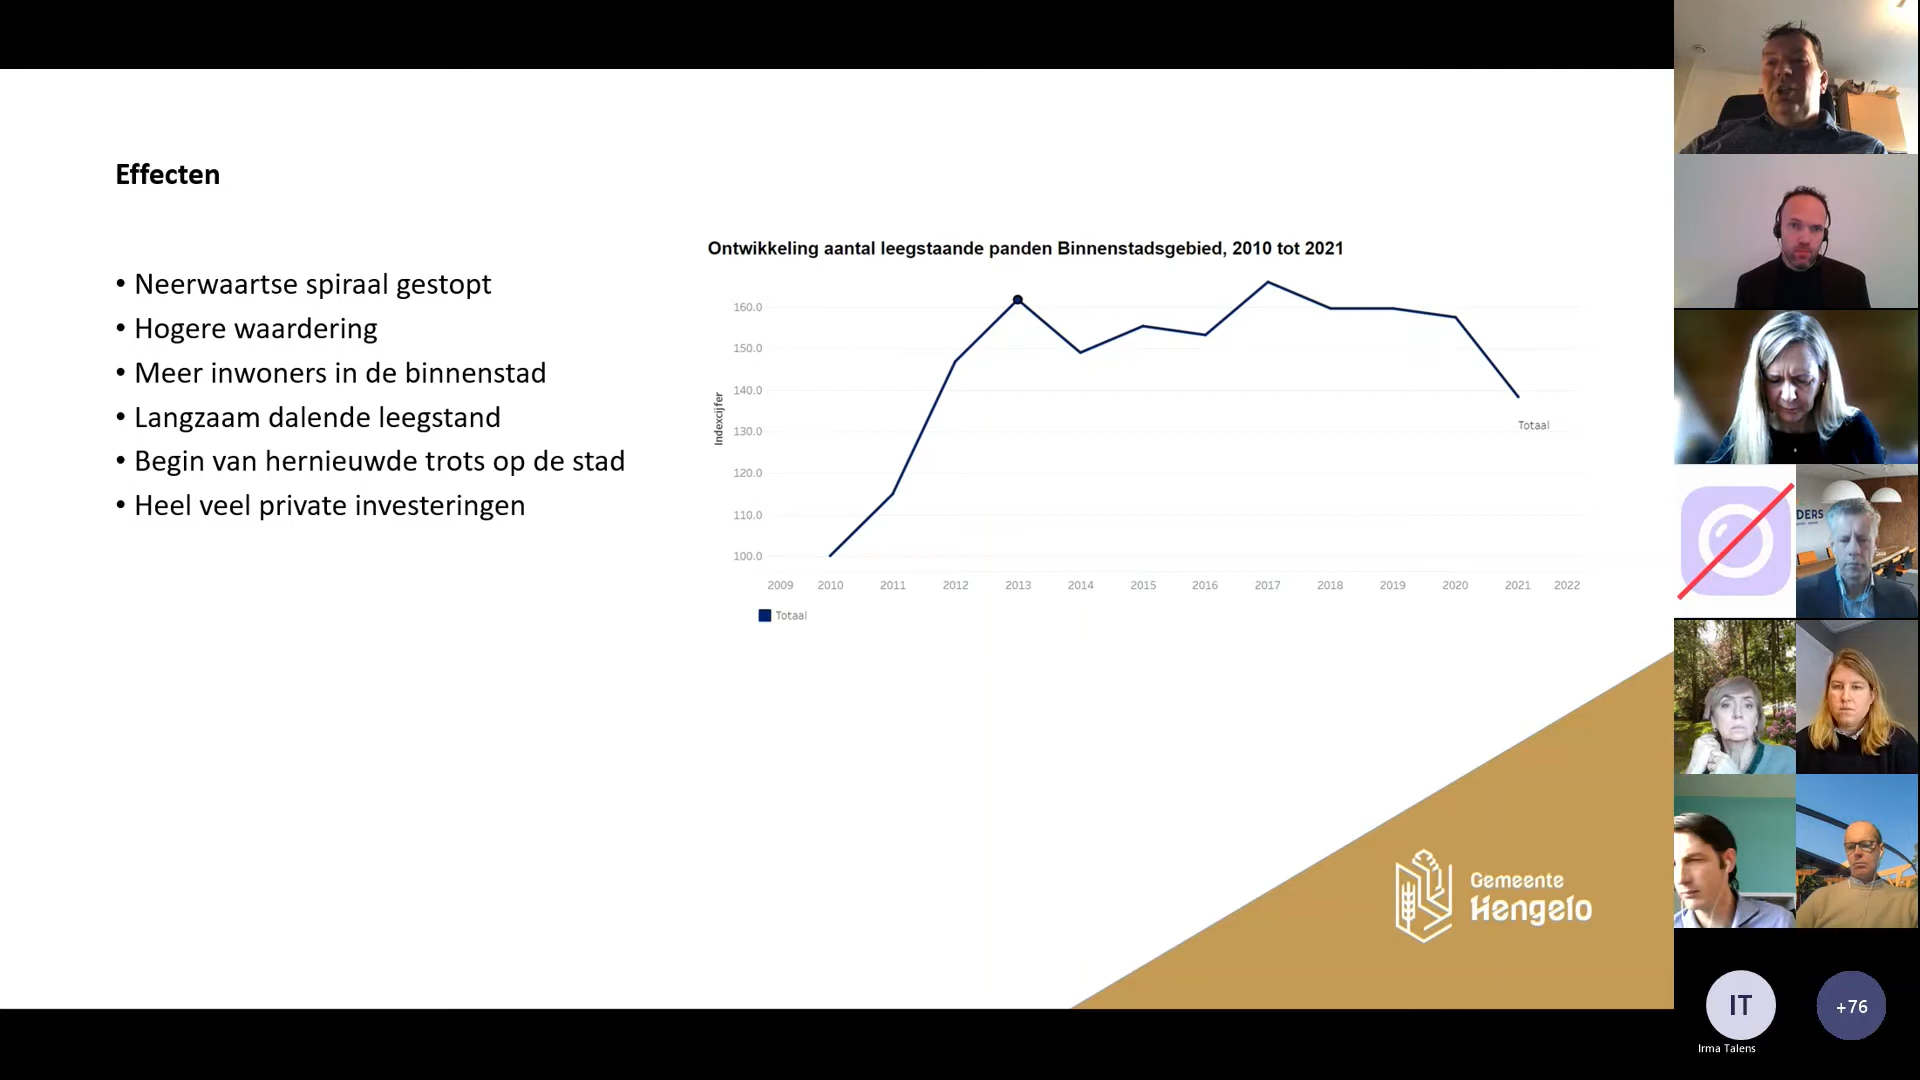 Effecten
• Neerwaartse spiraal gestopt
• Hogere waardering
• Meer inwoners in de binnenstad
• Langzaam dalende leegstand
• Begin van hernieuwde trots op de stad
• Heel veel private investeringen
Ontwikkeling aantal leegstaande panden Binnenstadsgebied, 2010 tot 2021
Indexcijfer
160.0
150.0
140.0
130.0
120.0
110.0
100.0
2009 2010 2011 2012 2013 2014 2015 2016 2017 2018 2019 2020 2021 2022
Totaal
Totaal
Gemeente
Hengelo
DERS
IT
Irma Talens
+76